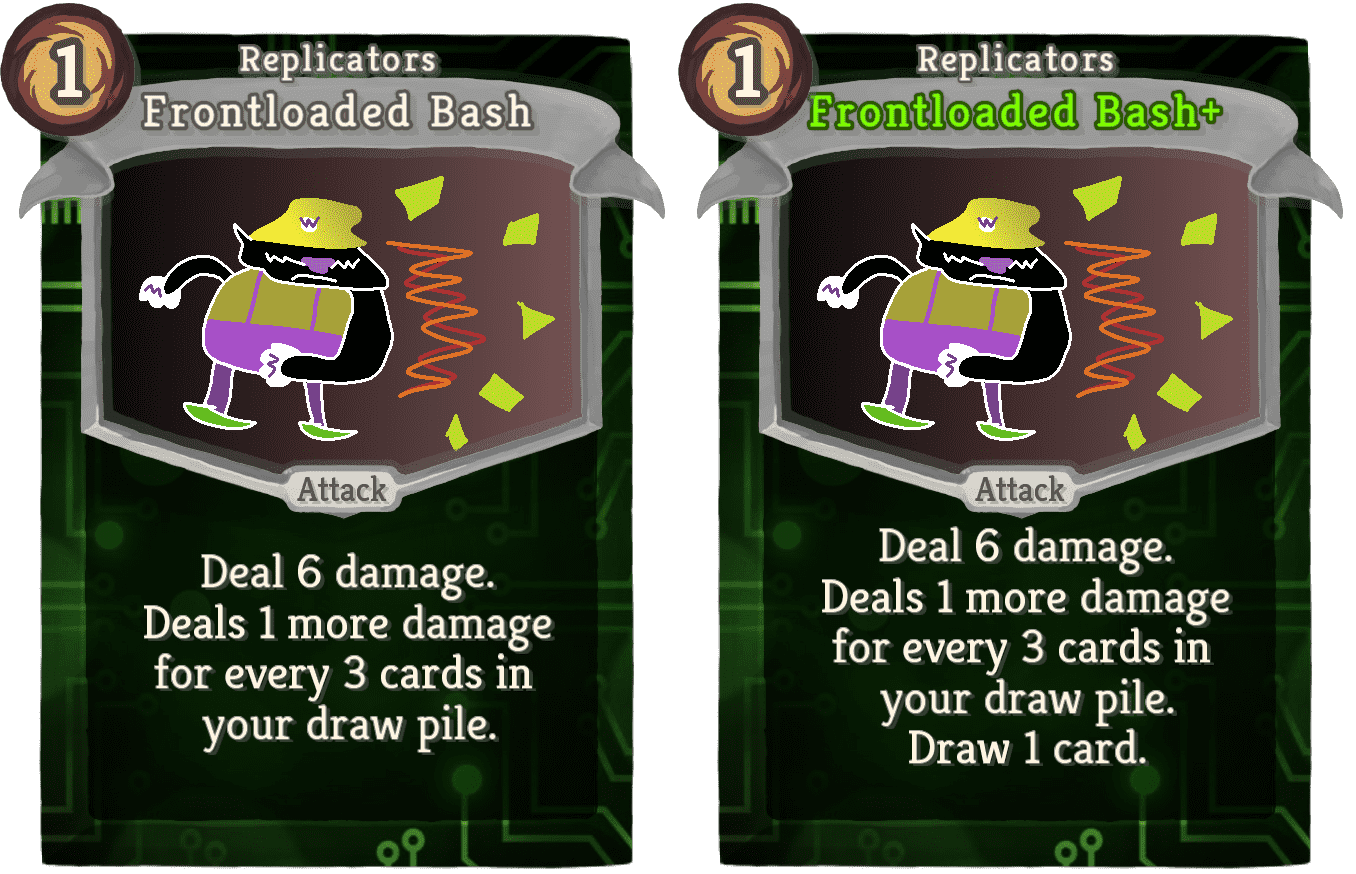 1
Replicators
Frontloaded Bash
W
Attack
Deal 6 damage.
Deals 1 more damage
for every 3 cards in
your draw pile.
1
Replicators
Frontloaded Bash+
W
Attack
Deal 6 damage.
Deals 1 more damage
for every 3 cards in
your draw pile.
Draw 1 card.